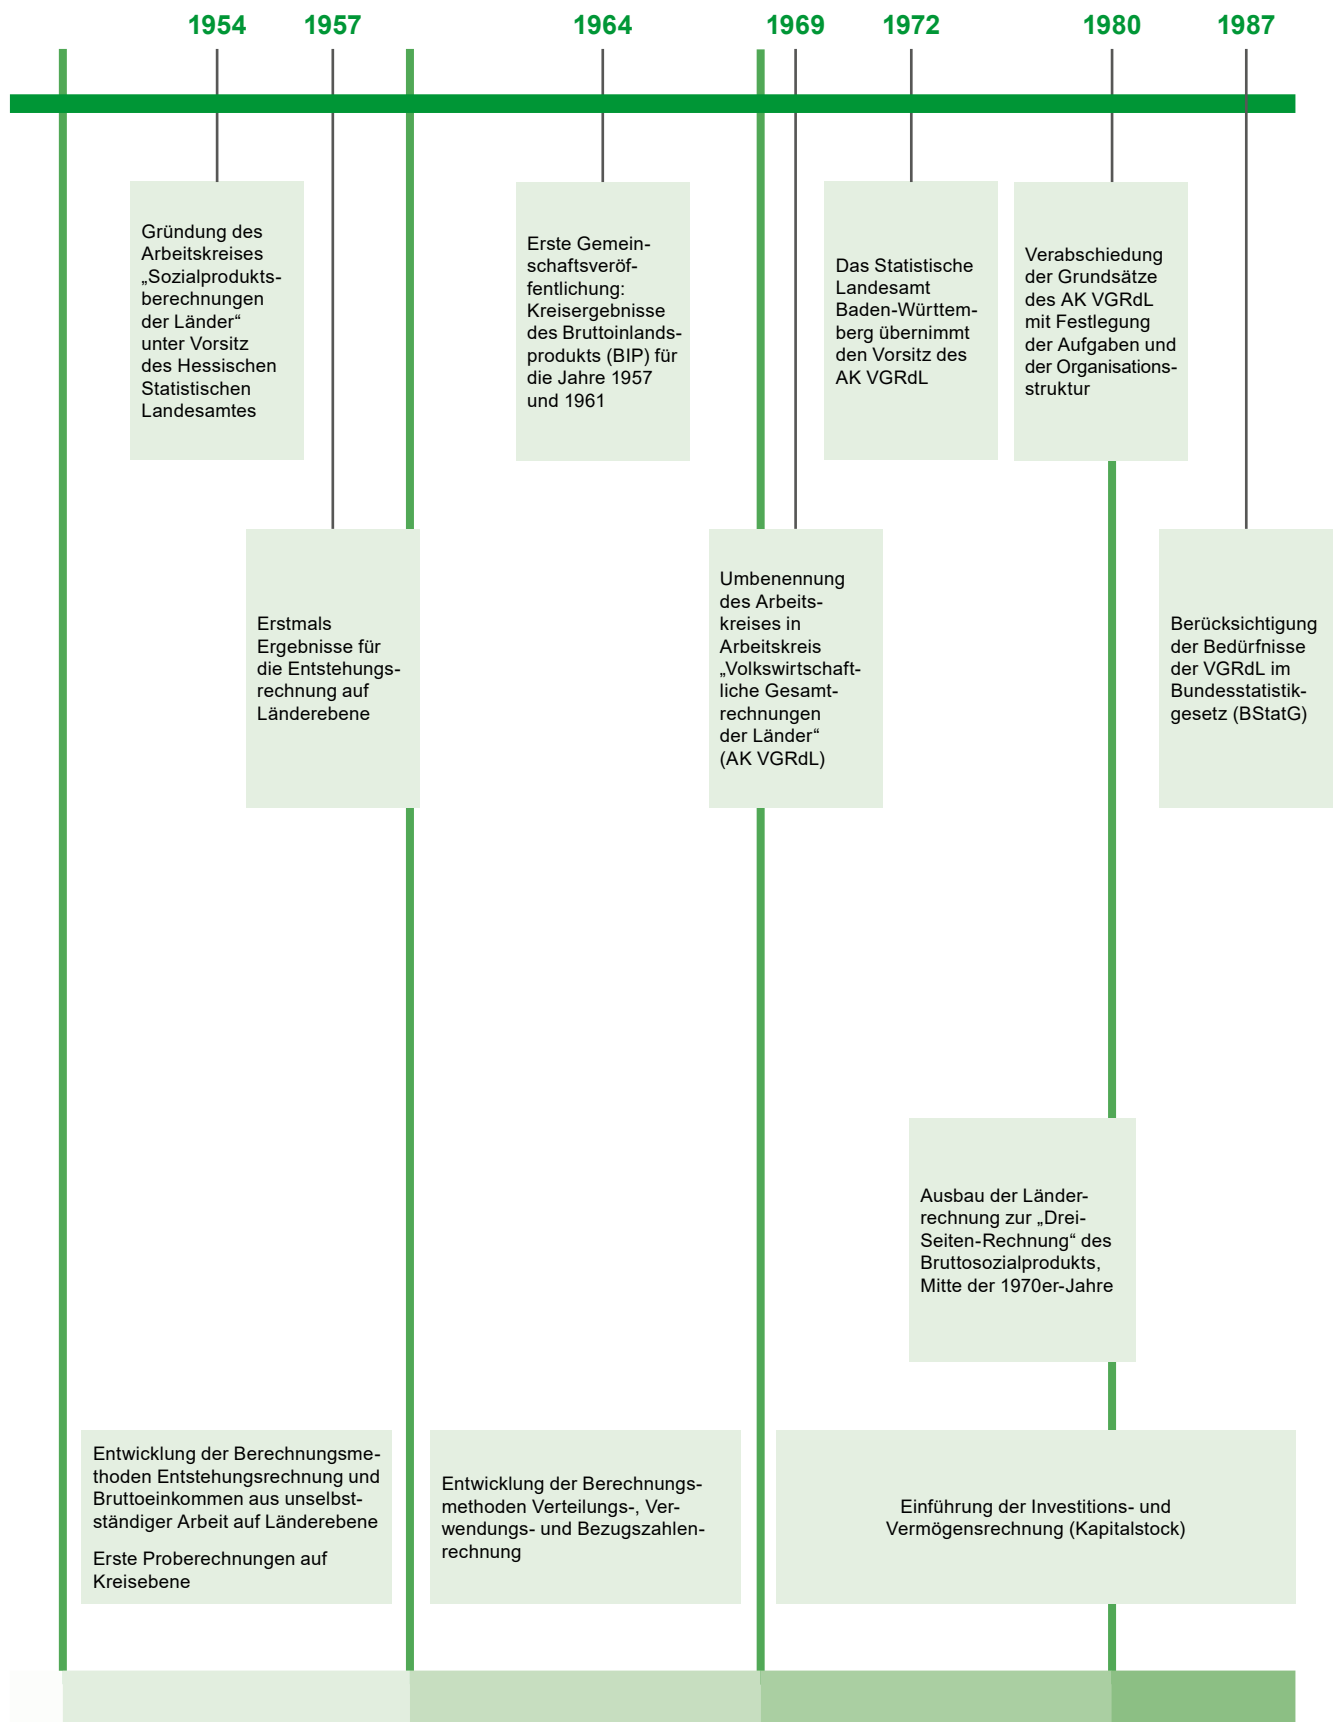 1954
1957
1964
1969
1972
1980
1987
Gründung des
Arbeitskreises
„Sozialprodukts-
berechnungen
der Länder“
unter Vorsitz
des Hessischen
Statistischen
Landesamtes
Erste Gemein-
schaftsveröf-
fentlichung:
Kreisergebnisse
des Bruttoinlands-
produkts (BIP) für
die Jahre 1957
und 1961
Das Statistische
Landesamt
Baden-Württem-
berg übernimmt
den Vorsitz des
AK VGRdL
Verabschiedung
der Grundsätze
des AK VGRdL
mit Festlegung
der Aufgaben und
der Organisations-
struktur
Erstmals
Ergebnisse für
die Entstehungs-
rechnung auf
Länderebene
Umbenennung
des Arbeits-
kreises in
Arbeitskreis
„Volkswirtschaft-
liche Gesamt-
rechnungen
der Länder“
(AK VGRdL)
Berücksichtigung
der Bedürfnisse
der VGRdL im
Bundesstatistik-
gesetz (BStatG)
Ausbau der Länder-
rechnung zur „Drei-
Seiten-Rechnung“ des
Bruttosozialprodukts,
Mitte der 1970er-Jahre
Entwicklung der Berechnungsme-
thoden Entstehungsrechnung und
Bruttoeinkommen aus unselbst-
ständiger Arbeit auf Länderebene
Erste Proberechnungen auf
Kreisebene
Entwicklung der Berechnungs-
methoden Verteilungs-, Ver-
wendungs- und Bezugszahlen-
rechnung
Einführung der Investitions- und
Vermögensrechnung (Kapitalstock)